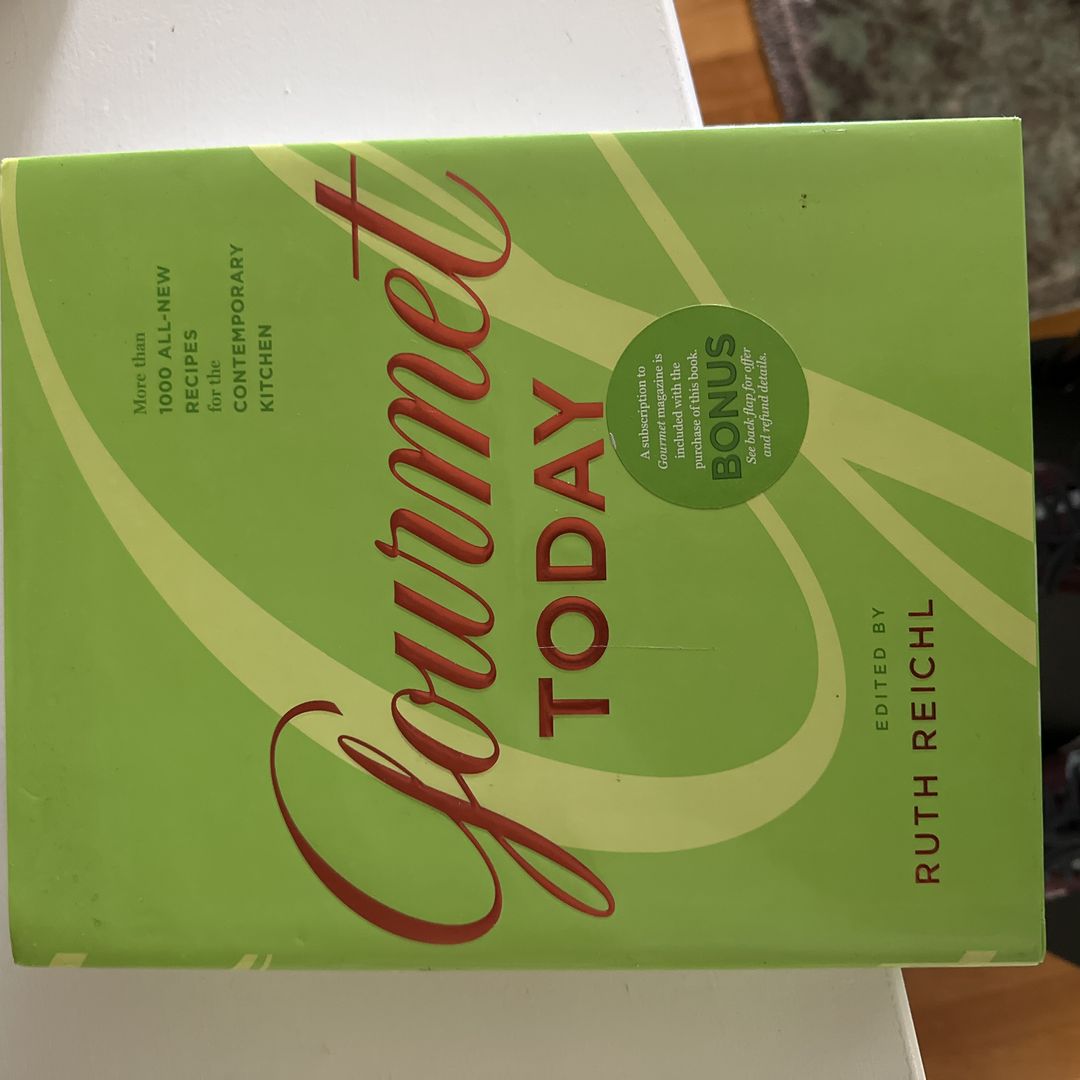 More than
1000 ALL-NEW
RECIPES
for the
CONTEMPORARY
KITCHEN
Gourmet
TODAY
A subscription to
Gourmet magazine is
included with the
purchase of this book.
BONUS
See back flap for offer
and refund details.
EDITED BY
RUTH REICHL